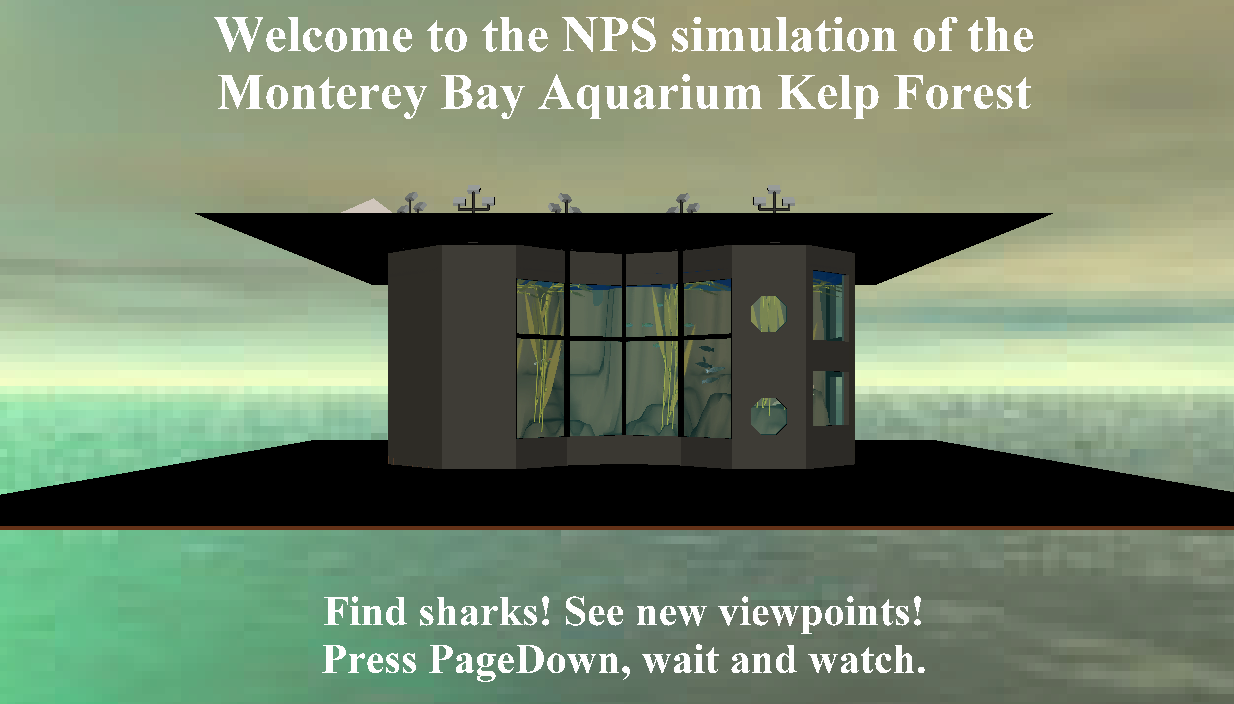 Welcome to the NPS simulation of the
Monterey Bay Aquarium Kelp Forest
Find sharks! See new viewpoints!
Press PageDown, wait and watch.